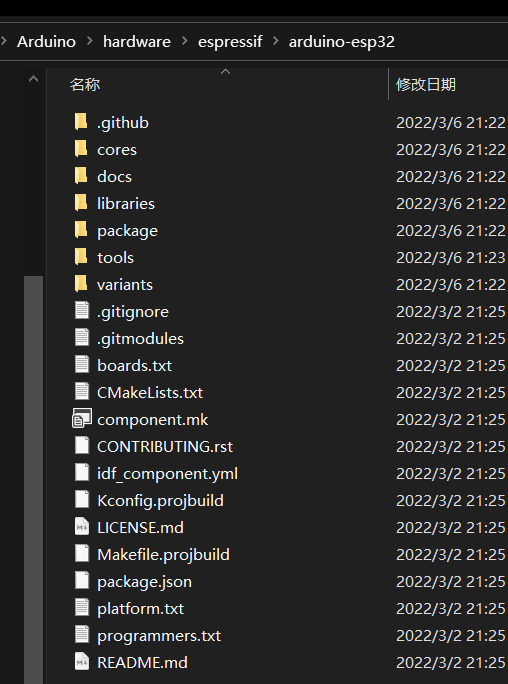 Arduino > hardware > espressif > arduino-esp32
名称 修改日期
.github 2022/3/6 21:22
cores 2022/3/6 21:22
docs 2022/3/6 21:22
libraries 2022/3/6 21:22
package 2022/3/6 21:22
tools 2022/3/6 21:23
variants 2022/3/6 21:22
.gitignore 2022/3/2 21:25
.gitmodules 2022/3/2 21:25
boards.txt 2022/3/2 21:25
CMakeLists.txt 2022/3/2 21:25
component.mk 2022/3/2 21:25
CONTRIBUTING.rst 2022/3/2 21:25
idf_component.yml 2022/3/2 21:25
Kconfig.projbuild 2022/3/2 21:25
LICENSE.md 2022/3/2 21:25
Makefile.projbuild 2022/3/2 21:25
package.json 2022/3/2 21:25
platform.txt 2022/3/2 21:25
programmers.txt 2022/3/2 21:25
README.md 2022/3/2 21:25